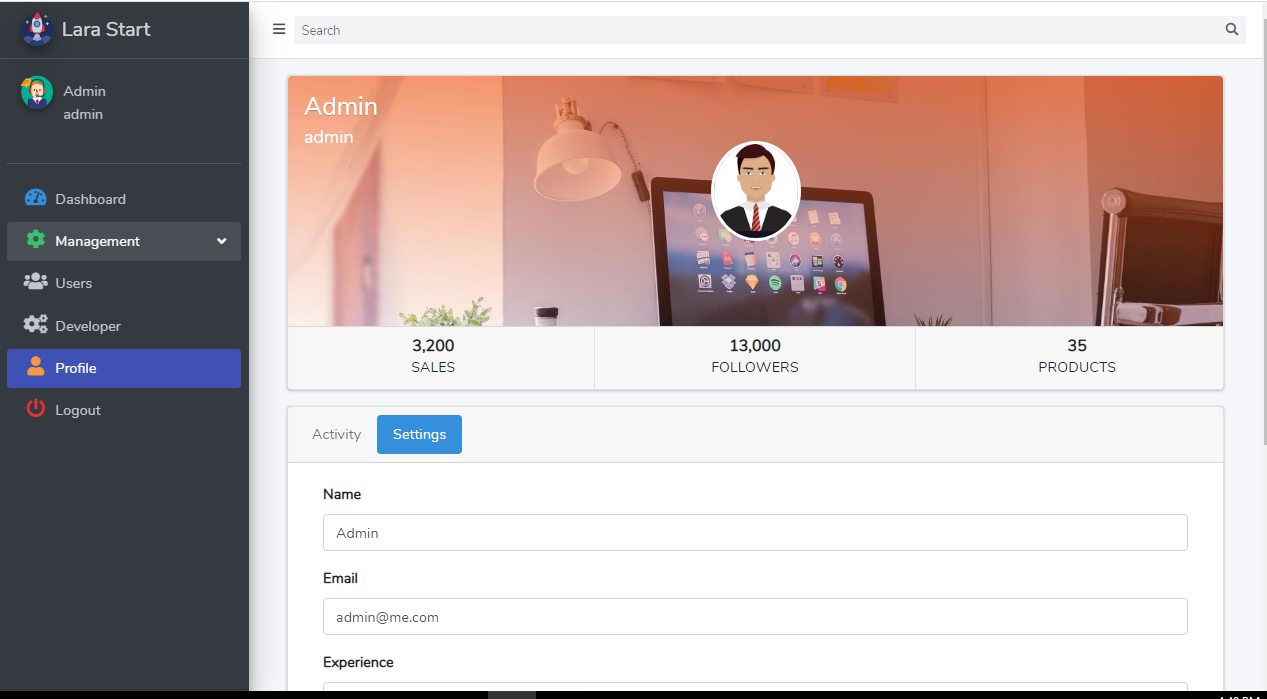 Lara Start
Search
Admin
admin
Dashboard
Management
Users
Developer
Profile
Logout
Admin
admin
3,200
SALES
13,000
FOLLOWERS
35
PRODUCTS
Activity
Settings
Name
Admin
Email
admin@me.com
Experience